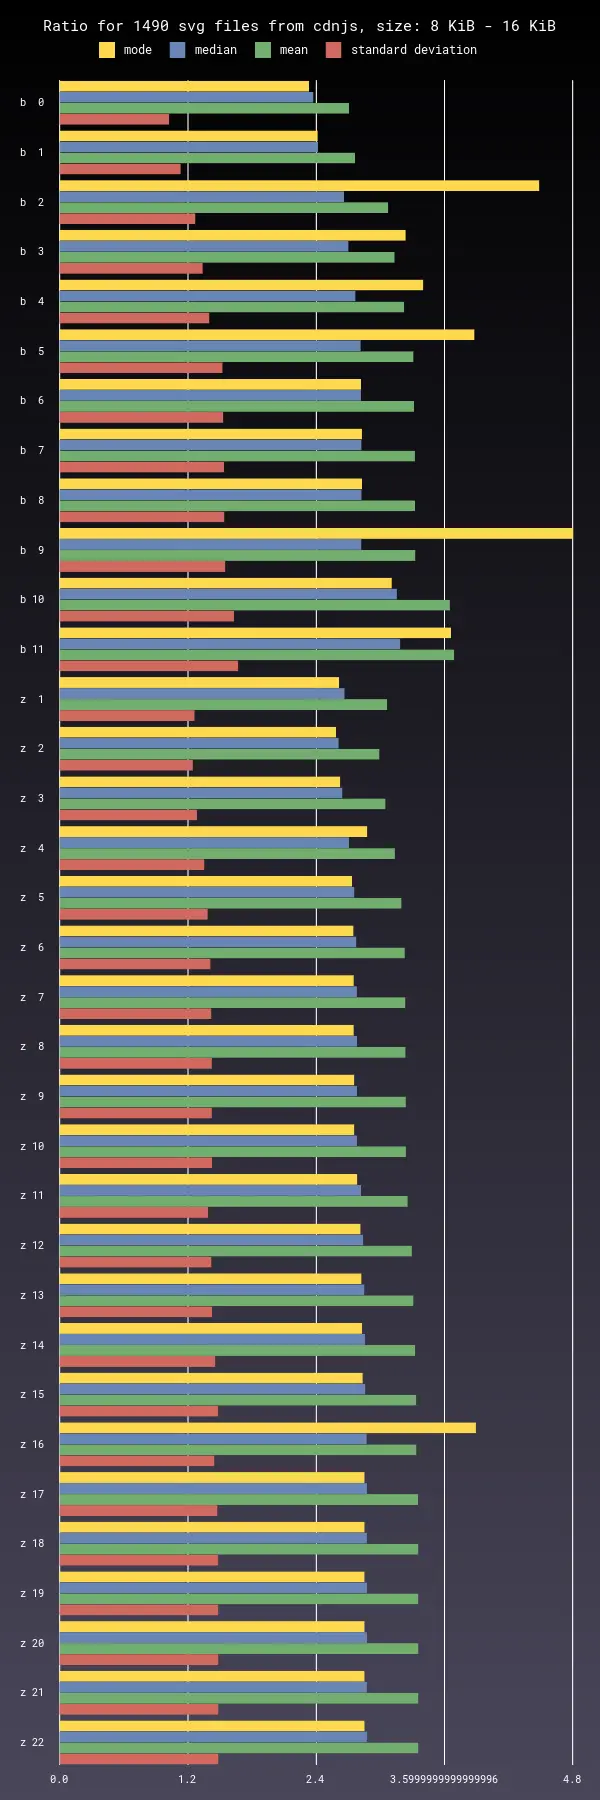 Ratio for 1490 svg files from cdnjs, size: 8 KiB - 16 KiB
mode median mean standard deviation
b 0
b 1
b 2
b 3
b 4
b 5
b 6
b 7
b 8
b 9
b 10
b 11
z 1
z 2
z 3
z 4
z 5
z 6
z 7
z 8
z 9
z 10
z 11
z 12
z 13
z 14
z 15
z 16
z 17
z 18
z 19
z 20
z 21
z 22
0.0 1.2 2.4 3.5999999999999996 4.8